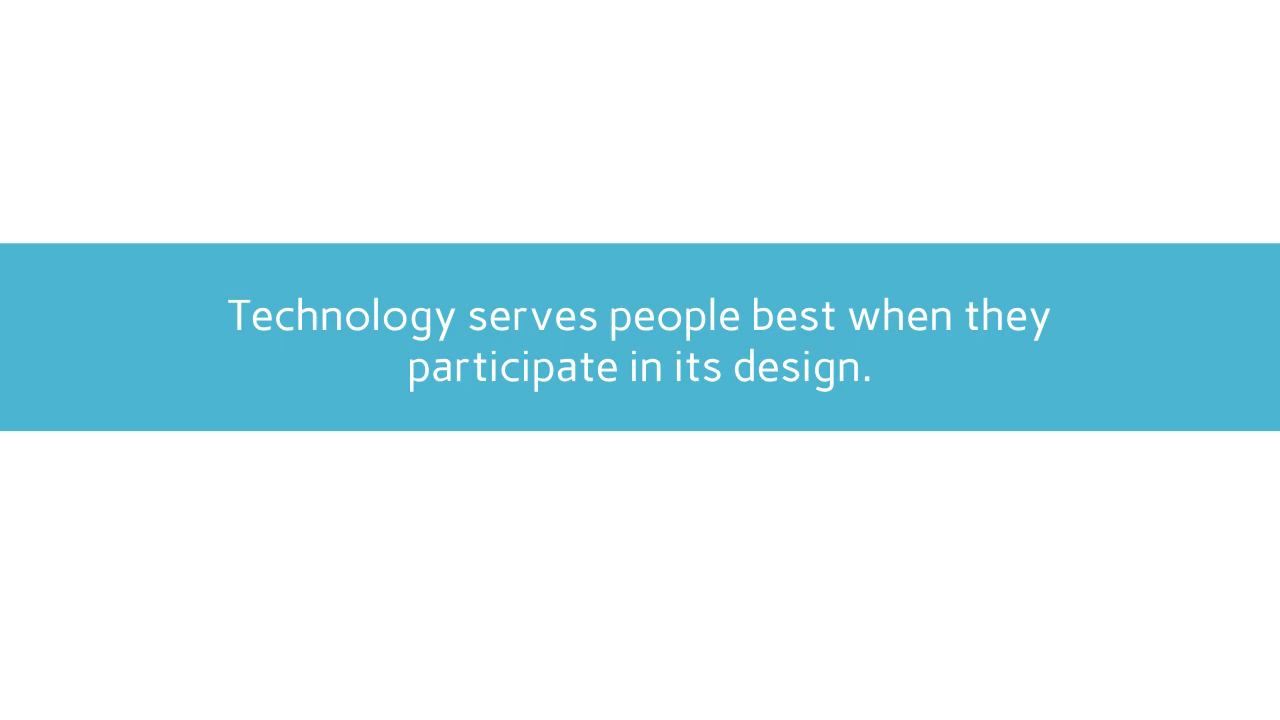 Technology serves people best when they
participate in its design.